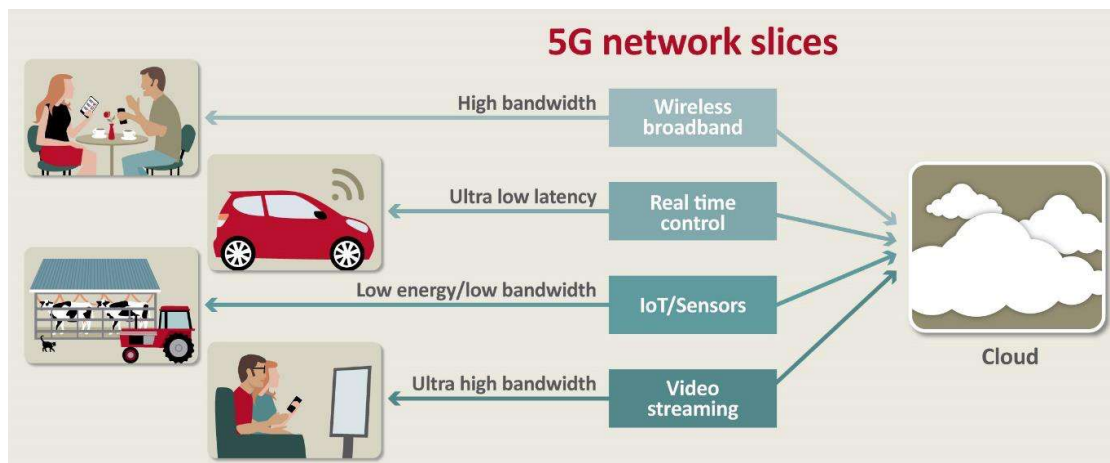 5G network slices
High bandwidth
Wireless
broadband
Ultra low latency
Real time
control
Low energy/low bandwidth
IoT/Sensors
Ultra high bandwidth
Video
streaming
Cloud